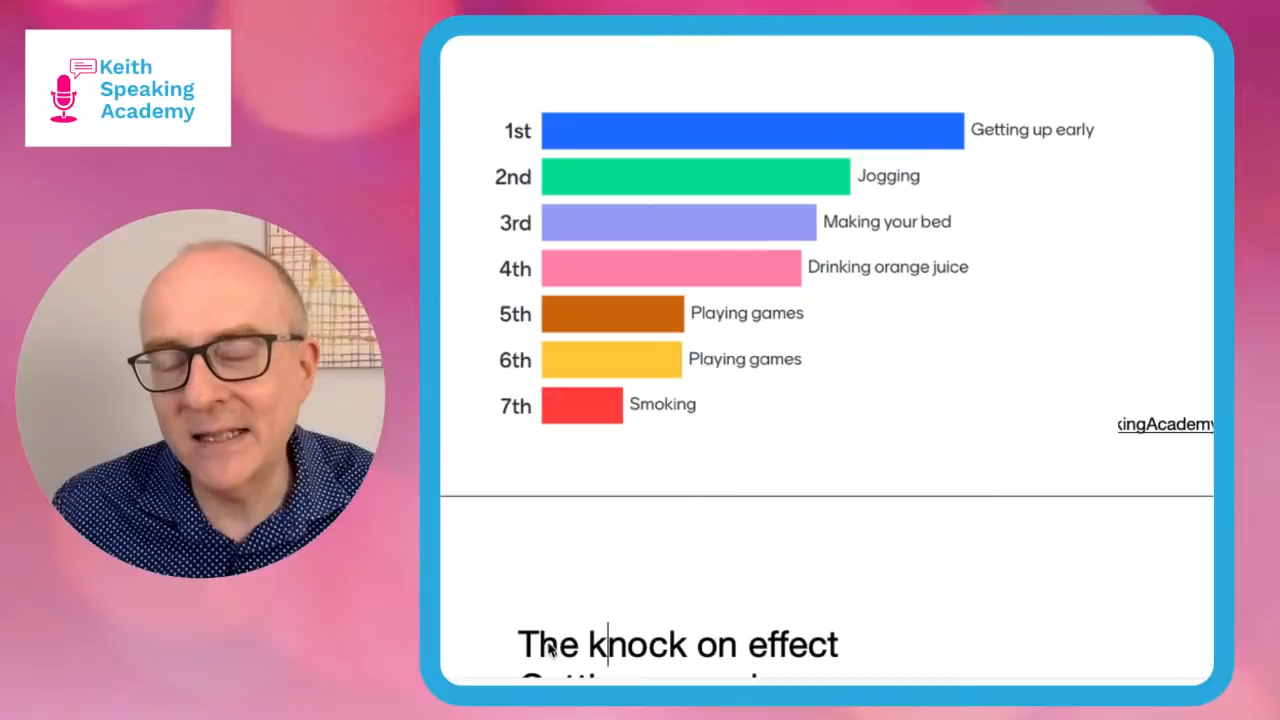 Keith
Speaking
Academy
1st Getting up early
2nd Jogging
3rd Making your bed
4th Drinking orange juice
5th Playing games
6th Playing games
7th Smoking
kingAcademy
The knock on effect